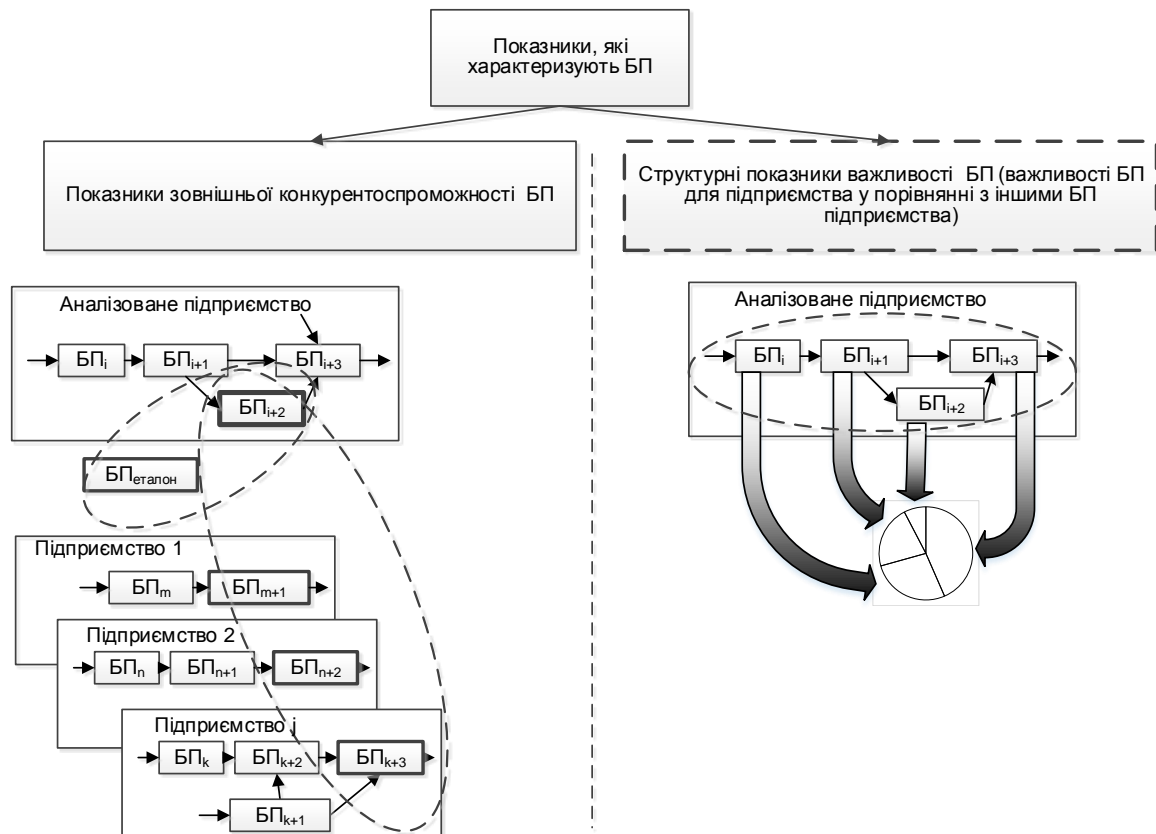 Показники, які
характеризують БП
Показники зовнішньої конкурентоспроможності БП
Структурні показники важливості БП (важливості БП
для підприємства у порівнянні з іншими БП
підприємства)
Аналізоване підприємство
БПi
БПi+1
БПi+3
БПi+2
БПеталон
Підприємство 1
БПm
БПm+1
Підприємство 2
БПn
БПn+1
БПn+2
Підприємство j
БПk
БПk+2
БПk+3
БПk+1
Аналізоване підприємство
БПi
БПi+1
БПi+3
БПi+2